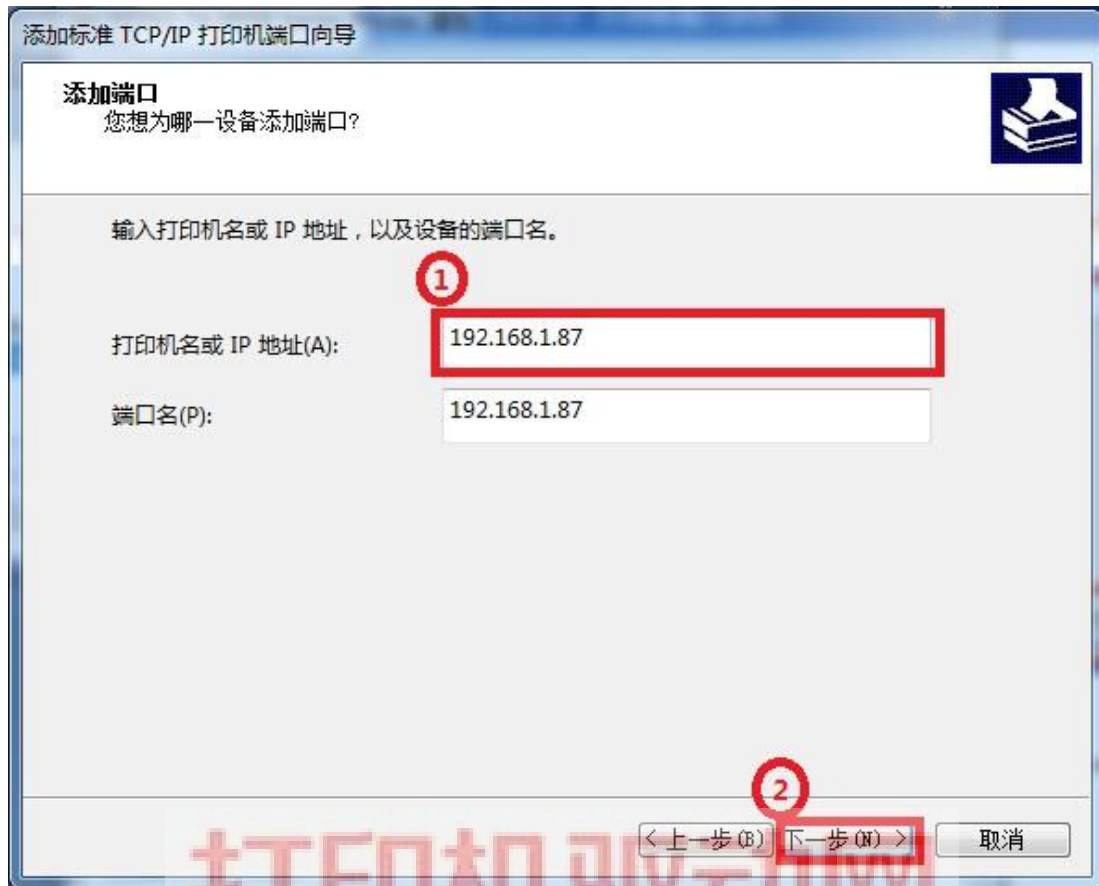 添加标准 TCP/IP 打印机端口向导
添加端口
您想为哪一设备添加端口?
输入打印机名或 IP 地址，以及设备的端口名。
1
打印机名或 IP 地址(A): 192.168.1.87
端口名(P): 192.168.1.87
2
< 上一步(B) 下一步(N) > 取消